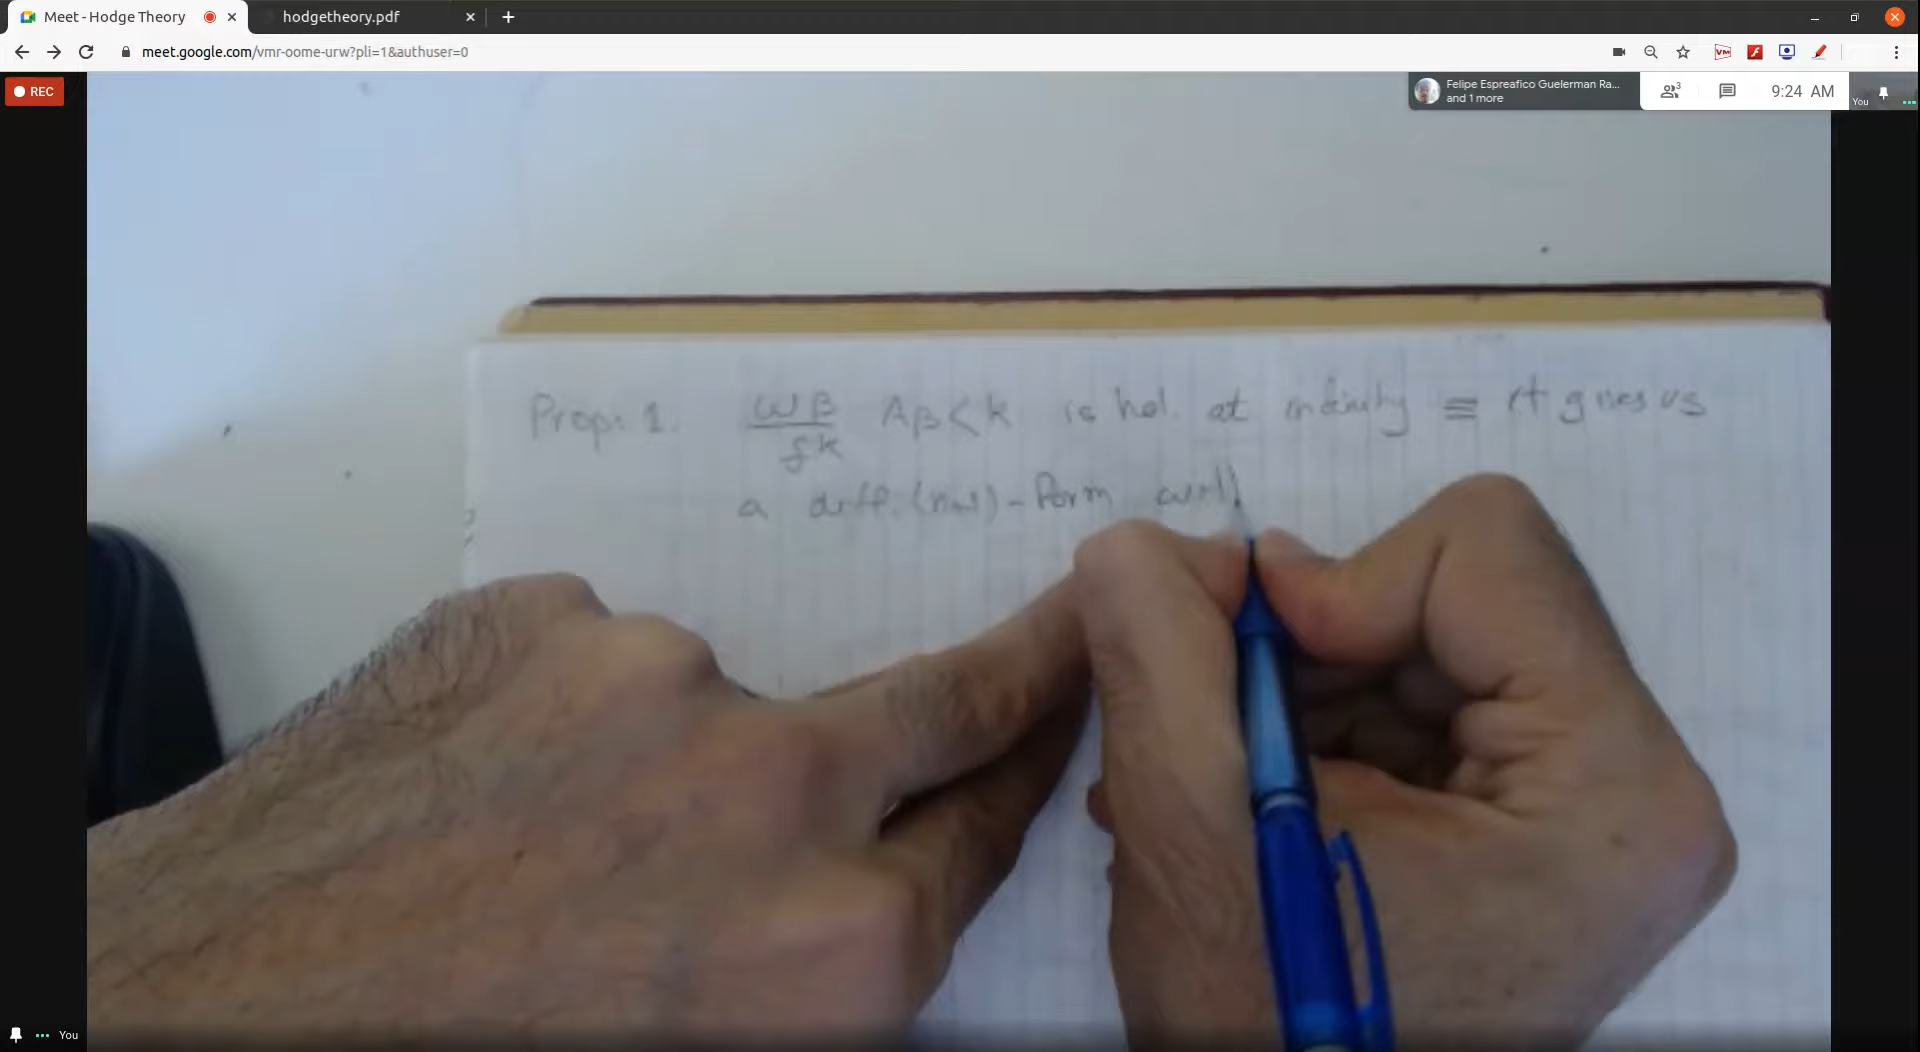 Meet - Hodge Theory
hodgetheory.pdf
meet.google.com/vmr-oome-urw?pli=1&authuser=0
REC
Felipe Espreafico Guelerman Ra...
and 1 more
3
9:24 AM
You
Prop: 1. ωβ/fk Aβ<k is hol. at infinity ≡ it gives us
a diff. (n+1)-form with
You